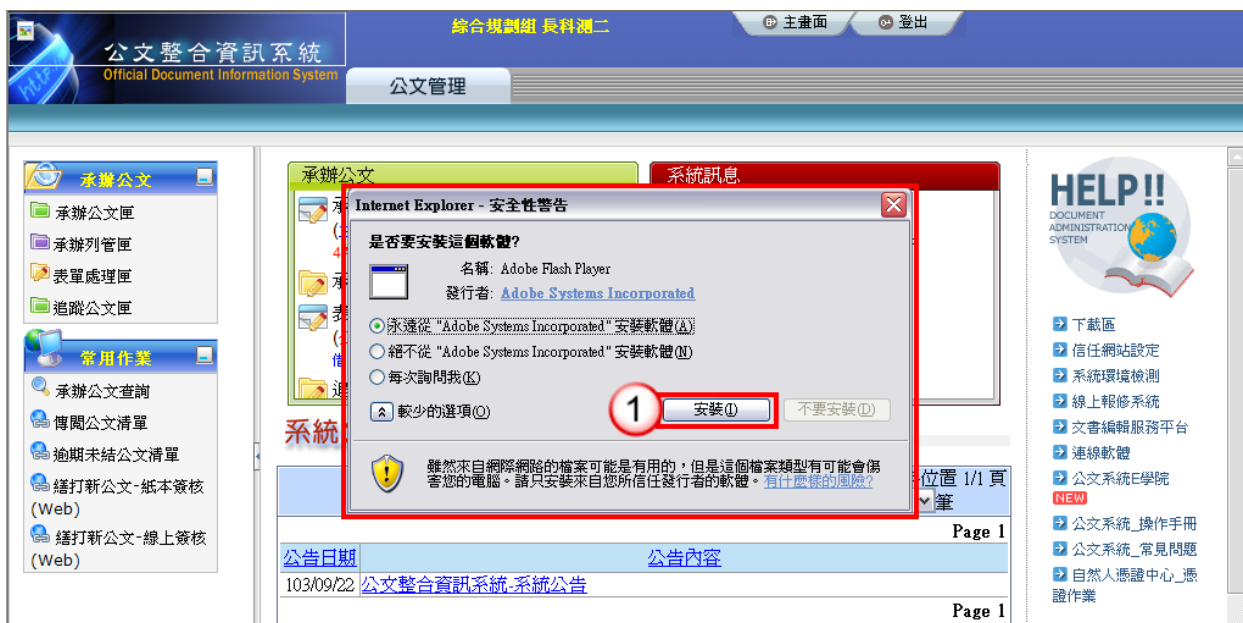 綜合規劃組 長科測二
主畫面
登出
公文整合資訊系統
Official Document Information System
公文管理
承辦公文
承辦公文匣
承辦列管匣
表單處理匣
追蹤公文匣
常用作業
承辦公文查詢
傳閱公文清單
逾期未結公文清單
繕打新公文-紙本簽核
(Web)
繕打新公文-線上簽核
(Web)
承辦公文
系統訊息
Internet Explorer - 安全性警告
是否要安裝這個軟體?
名稱: Adobe Flash Player
發行者: Adobe Systems Incorporated
永遠從 "Adobe Systems Incorporated" 安裝軟體(A)
絕不從 "Adobe Systems Incorporated" 安裝軟體(N)
每次詢問我(K)
較少的選項(O)
1
安裝(I)
不要安裝(D)
雖然來自網際網路的檔案可能是有用的，但是這個檔案類型有可能會傷
害您的電腦。請只安裝來自您所信任發行者的軟體。有什麼樣的風險?
系統
位置 1/1 頁
筆
Page 1
公告日期
公告內容
103/09/22 公文整合資訊系統-系統公告
Page 1
HELP!!
DOCUMENT
ADMINISTRATION
SYSTEM
下載區
信任網站設定
系統環境檢測
線上報修系統
文書編輯服務平台
連線軟體
公文系統E學院
NEW
公文系統_操作手冊
公文系統_常見問題
自然人憑證中心_憑
證作業